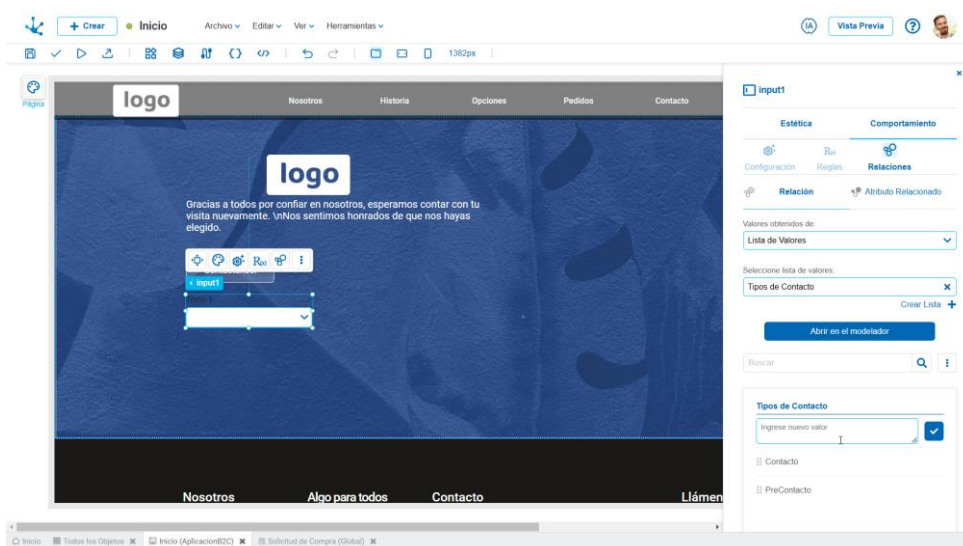 + Crear
Inicio
Archivo
Editar
Ver
Herramientas
IA
Vista Previa
?
1382px
Página
logo
Nosotros
Historia
Opciones
Pedidos
Contacto
logo
Gracias a todos por confiar en nosotros, esperamos contar con tu
visita nuevamente. \nNos sentimos honrados de que nos hayas
elegido.
< input1
Nosotros
Algo para todos
Contacto
Llámen
input1
Estética
Comportamiento
Configuración
Reglas
Relaciones
Relación
Atributo Relacionado
Valores obtenidos de:
Lista de Valores
Seleccione lista de valores:
Tipos de Contacto
Crear Lista +
Abrir en el modelador
Buscar
Tipos de Contacto
Ingrese nuevo valor
Contacto
PreContacto
Inicio
Todos los Objetos
Inicio (AplicacionB2C)
Solicitud de Compra (Global)